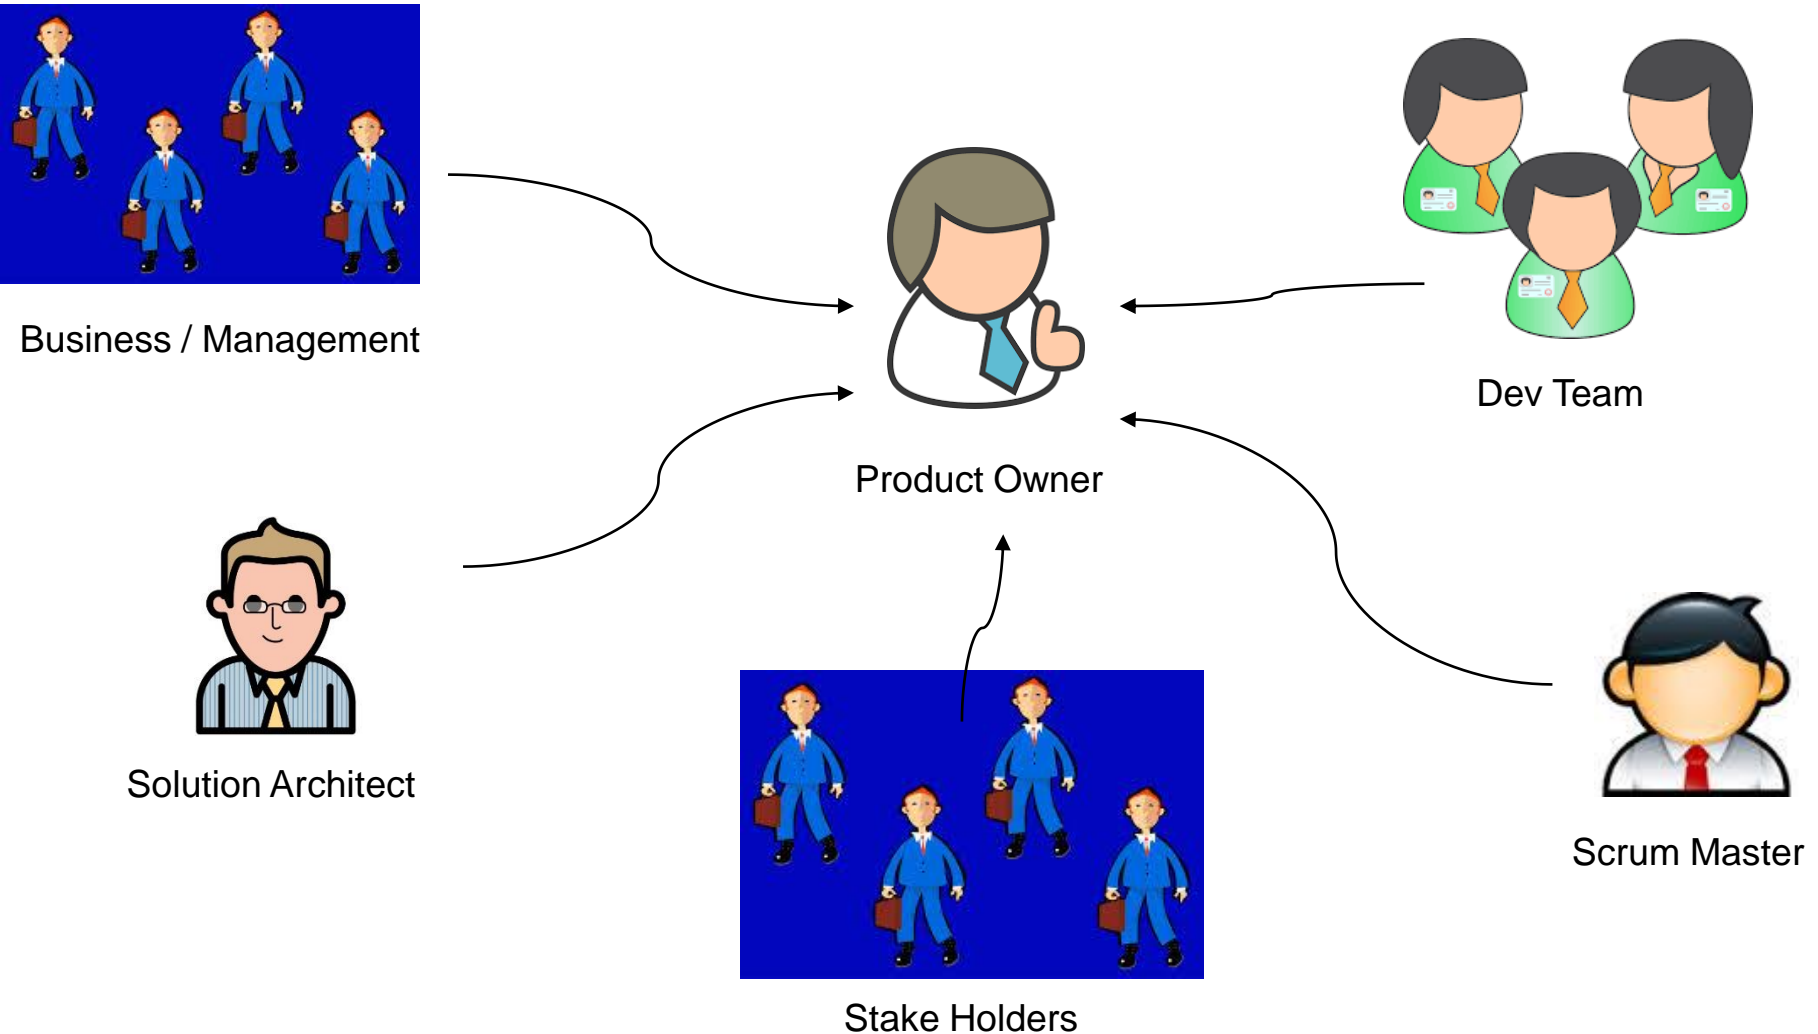 Business / Management
Dev Team
Product Owner
Solution Architect
Scrum Master
Stake Holders